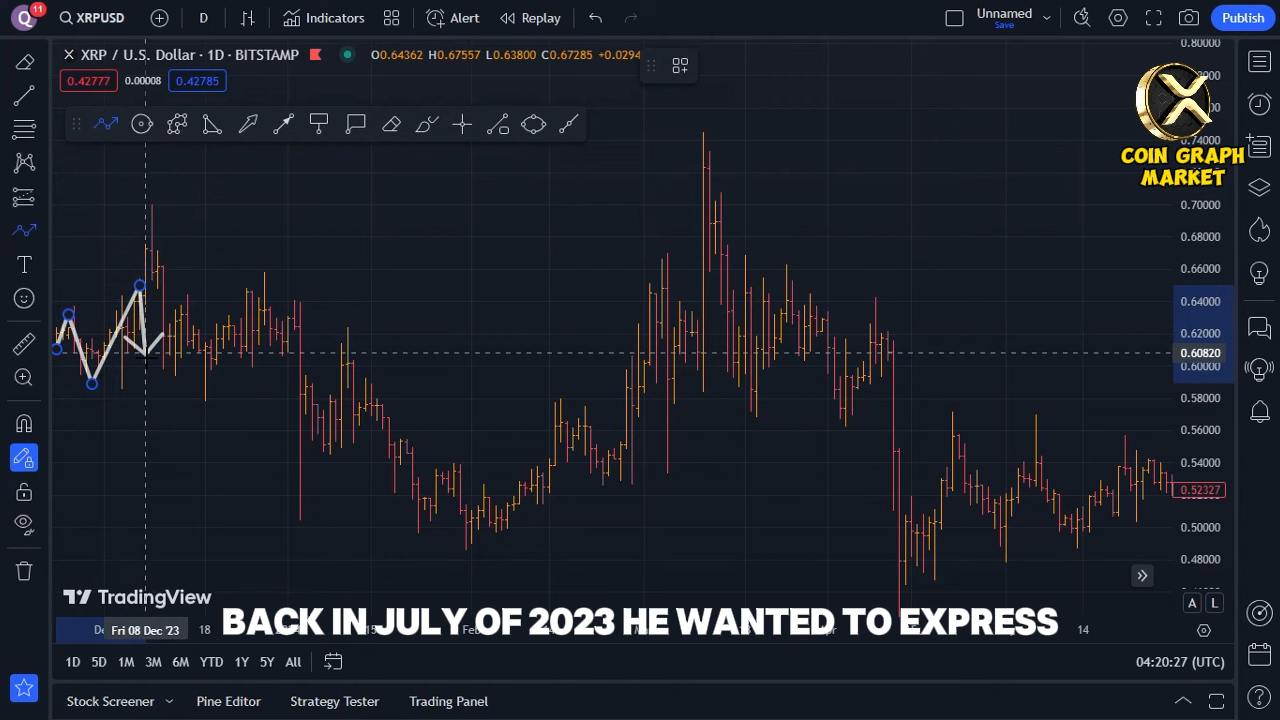 Q
11
XRPUSD
D
Indicators
Alert
Replay
Unnamed
Save
Publish
XRP / U.S. Dollar · 1D · BITSTAMP
O0.64362 H0.67557 L0.63800 C0.67285 +0.0294
0.42777
0.00008
0.42785
X
COIN GRAPH
MARKET
0.80000
0.74000
0.70000
0.68000
0.66000
0.64000
0.62000
0.60820
0.60000
0.58000
0.56000
0.54000
0.52327
0.50000
0.48000
TradingView
BACK IN JULY OF 2023 HE WANTED TO EXPRESS
Fri 08 Dec '23
18
14
A
L
1D
5D
1M
3M
6M
YTD
1Y
5Y
All
04:20:27 (UTC)
Stock Screener
Pine Editor
Strategy Tester
Trading Panel